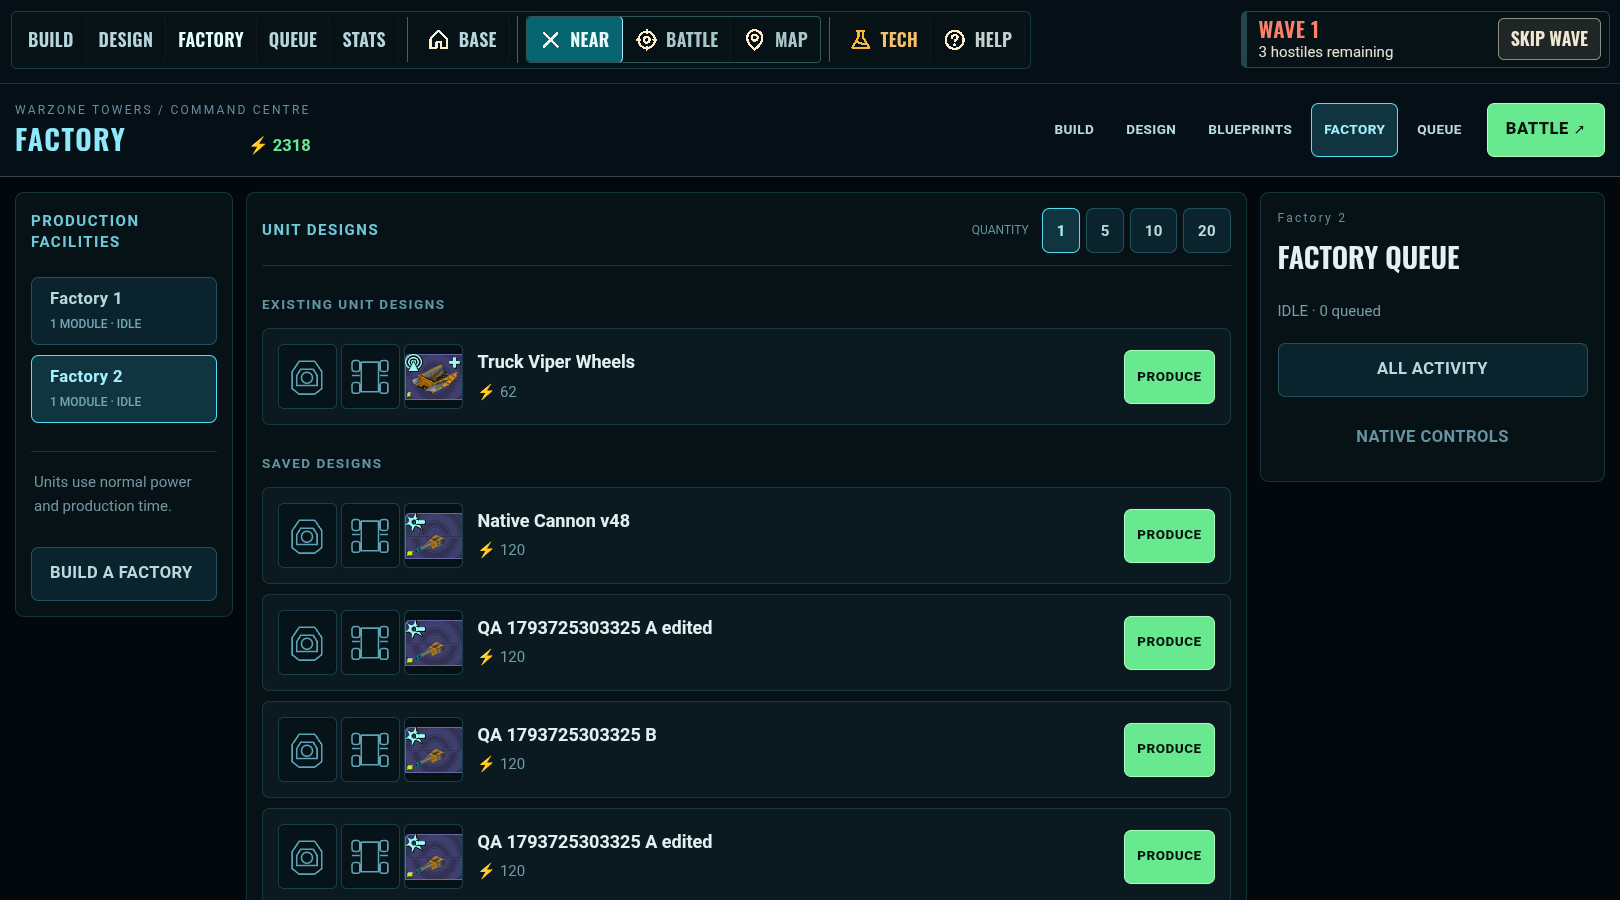 BUILD DESIGN FACTORY QUEUE STATS BASE NEAR BATTLE MAP TECH HELP
WAVE 1
3 hostiles remaining
SKIP WAVE
WARZONE TOWERS / COMMAND CENTRE
FACTORY
⚡ 2318
BUILD DESIGN BLUEPRINTS FACTORY QUEUE BATTLE ↗
PRODUCTION
FACILITIES
Factory 1
1 MODULE · IDLE
Factory 2
1 MODULE · IDLE
Units use normal power
and production time.
BUILD A FACTORY
UNIT DESIGNS
QUANTITY 1 5 10 20
EXISTING UNIT DESIGNS
Truck Viper Wheels
⚡ 62
PRODUCE
SAVED DESIGNS
Native Cannon v48
⚡ 120
PRODUCE
QA 1793725303325 A edited
⚡ 120
PRODUCE
QA 1793725303325 B
⚡ 120
PRODUCE
QA 1793725303325 A edited
⚡ 120
PRODUCE
Factory 2
FACTORY QUEUE
IDLE · 0 queued
ALL ACTIVITY
NATIVE CONTROLS